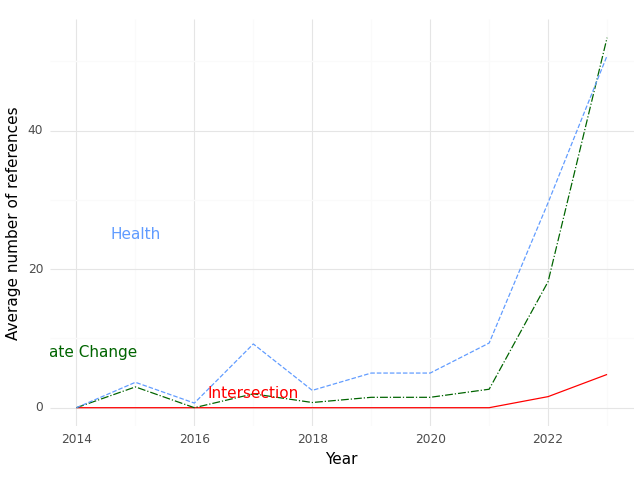 Average number of references
40
20
0
Health
ate Change
Intersection
2014 2016 2018 2020 2022
Year